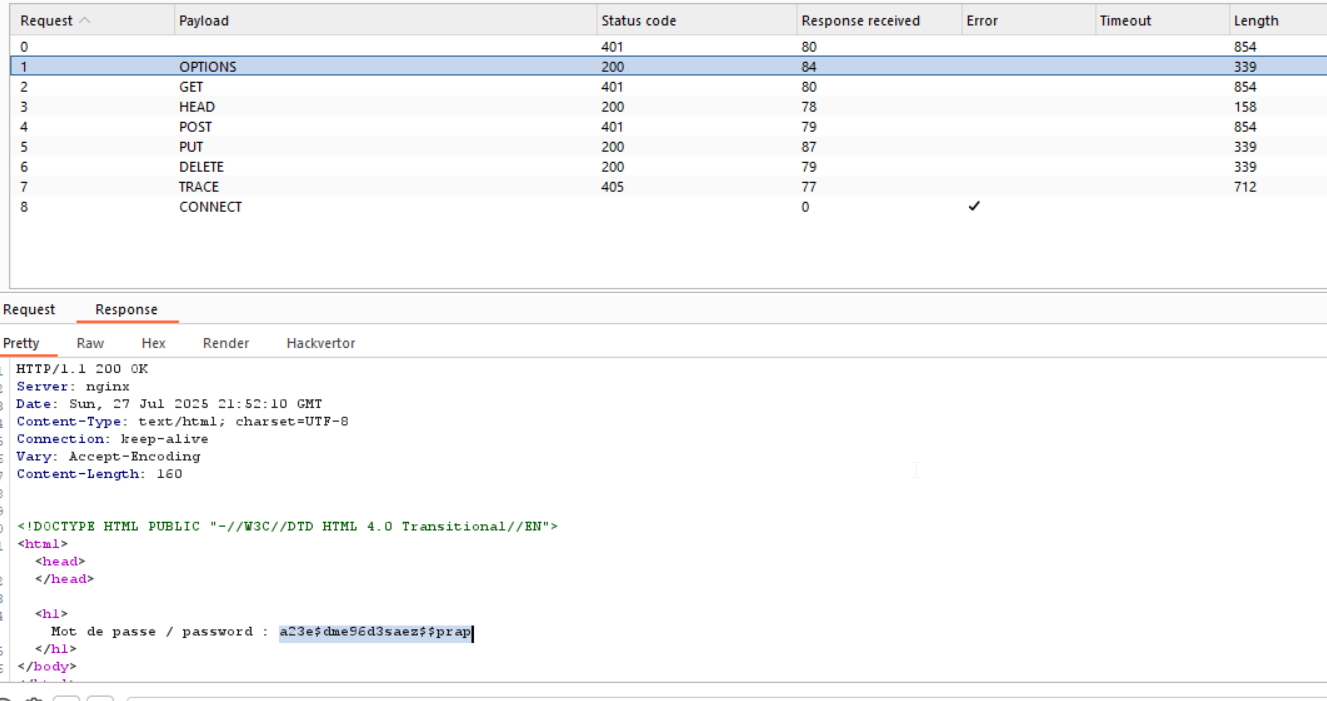 Request Payload Status code Response received Error Timeout Length
0 401 80 854
1 OPTIONS 200 84 339
2 GET 401 80 854
3 HEAD 200 78 158
4 POST 401 79 854
5 PUT 200 87 339
6 DELETE 200 79 339
7 TRACE 405 77 712
8 CONNECT 0 ✓
Request Response
Pretty Raw Hex Render Hackvertor
HTTP/1.1 200 OK
Server: nginx
Date: Sun, 27 Jul 2025 21:52:10 GMT
Content-Type: text/html; charset=UTF-8
Connection: keep-alive
Vary: Accept-Encoding
Content-Length: 160
<!DOCTYPE HTML PUBLIC "-//W3C//DTD HTML 4.0 Transitional//EN">
<html>
<head>
</head>
<h1>
Mot de passe / password : a23e$dme96d3saez$$prap
</h1>
</body>